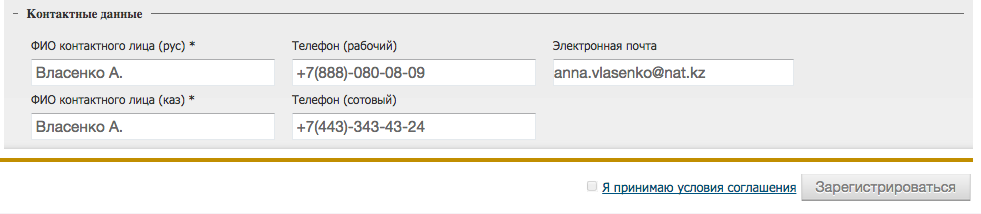 Контактные данные
ФИО контактного лица (рус) * Телефон (рабочий) Электронная почта
Власенко А. +7(888)-080-08-09 anna.vlasenko@nat.kz
ФИО контактного лица (каз) * Телефон (сотовый)
Власенко А. +7(443)-343-43-24
Я принимаю условия соглашения Зарегистрироваться